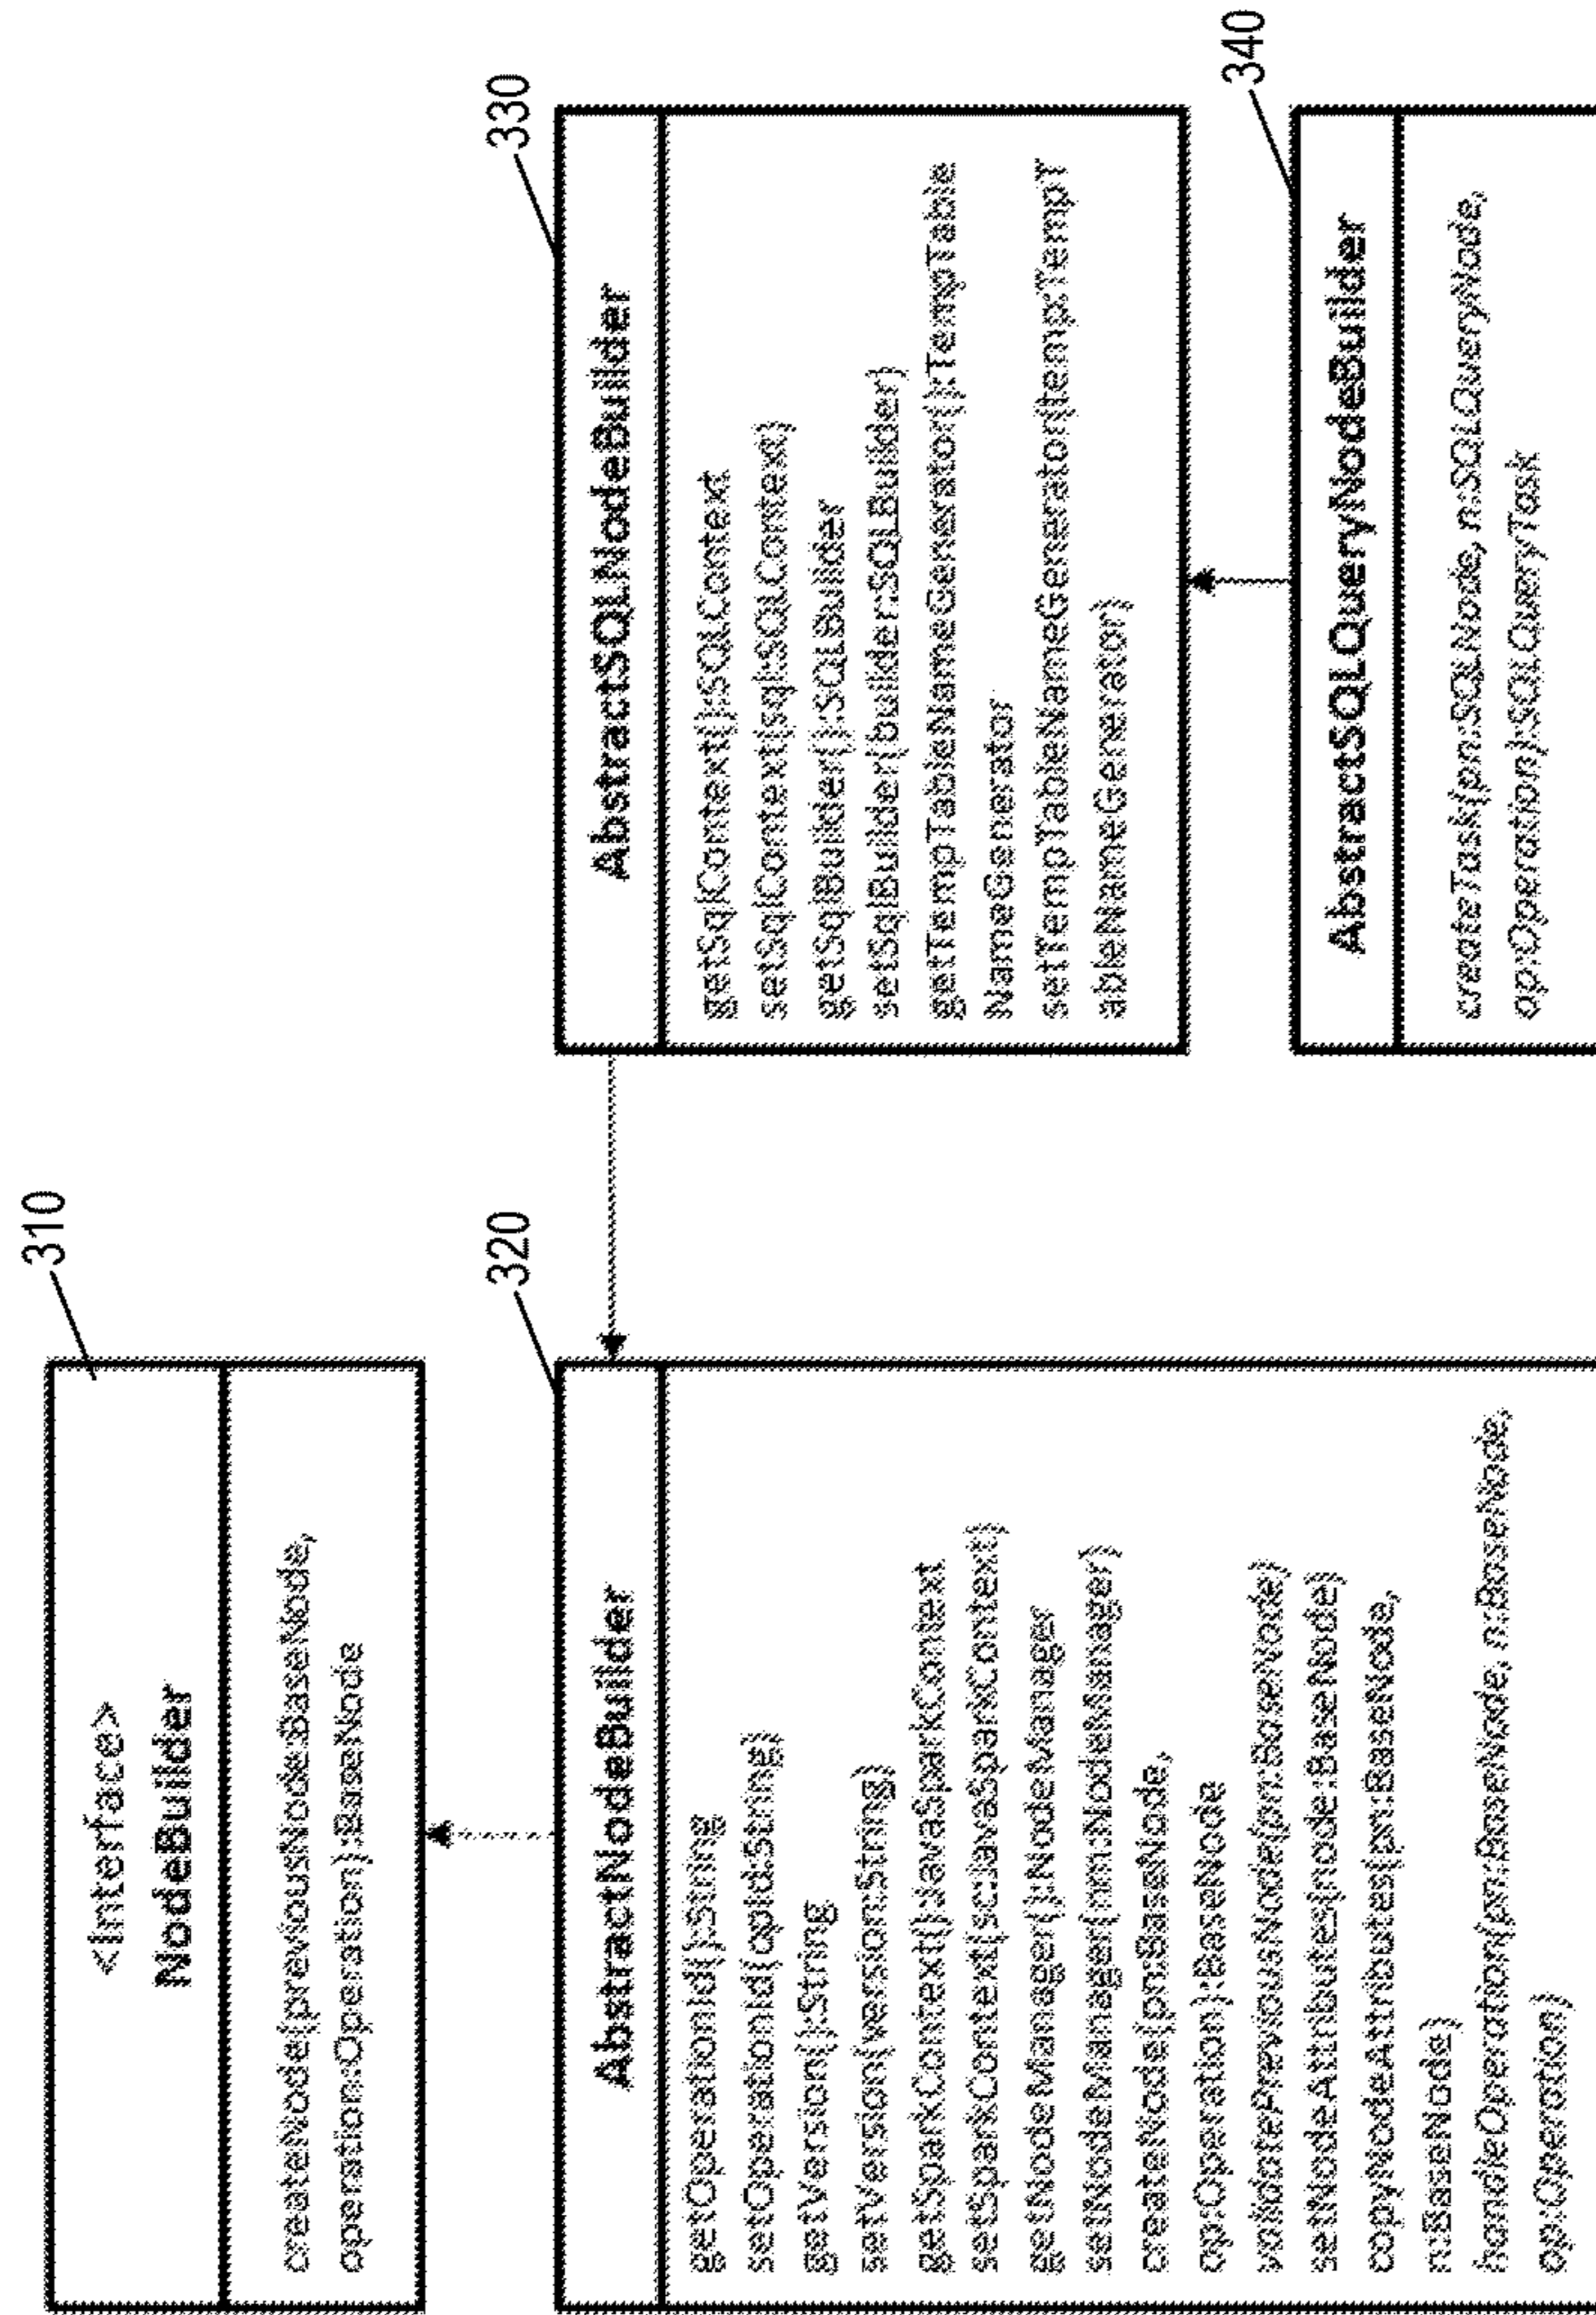 310
<Interface>
NodeBuilder
createNode(previousNode:BaseNode,
operation:Operation):BaseNode
320
AbstractNodeBuilder
getOperationId():String
setOperationId(opId:String)
getVersion():String
setVersion(version:String)
getSparkContext():JavaSparkContext
setSparkContext(sc:JavaSparkContext)
getNodeManager():NodeManager
setNodeManager(nm:NodeManager)
createNode(pn:BaseNode,
op:Operation):BaseNode
validatePreviousNode(pn:BaseNode)
setNodeAttributes(node:BaseNode)
copyNodeAttributes(pn:BaseNode,
n:BaseNode)
handleOperation(pn:BaseNode, n:BaseNode,
op:Operation)
330
AbstractSQLNodeBuilder
getSqlContext():SQLContext
setSqlContext(sql:SQLContext)
getSqlBuilder():SQLBuilder
setSqlBuilder(builder:SQLBuilder)
getTempTableNameGenerator():TempTable
NameGenerator
setTempTableNameGenerator(tempTempT
ableNameGenerator)
340
AbstractSQLQueryNodeBuilder
createTask(pn:SQLNode, n:SQLQueryNode,
op:Operation):SQLQueryTask